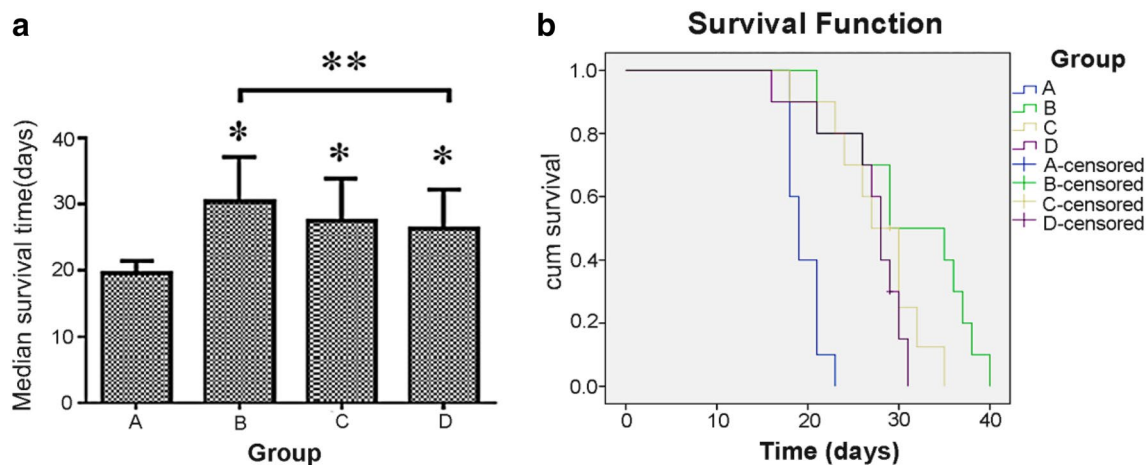 a
**
*
*
*
40
30
20
10
0
Median survival time(days)
A B C D
Group
b
Survival Function
1.0
0.8
0.6
0.4
0.2
0.0
cum survival
0 10 20 30 40
Time (days)
Group
A
B
C
D
A-censored
B-censored
C-censored
D-censored